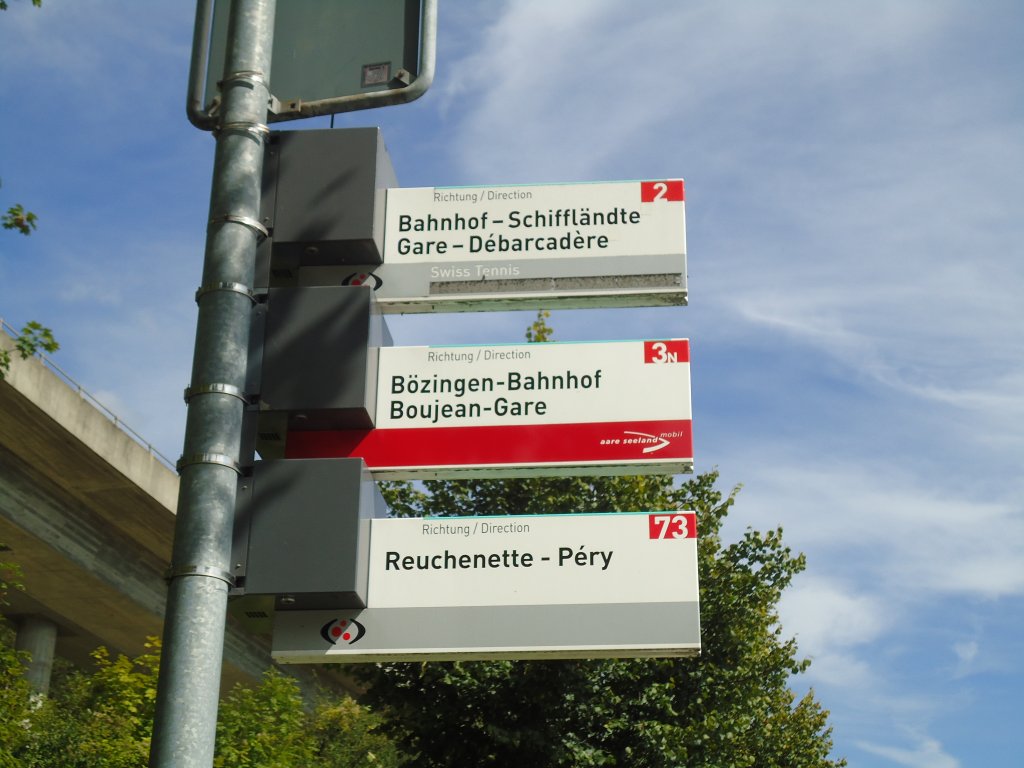 Richtung / Direction 2
Bahnhof – Schiffländte
Gare – Débarcadère
Swiss Tennis
Richtung / Direction 3N
Bözingen-Bahnhof
Boujean-Gare
aare seeland mobil
Richtung / Direction 73
Reuchenette - Péry